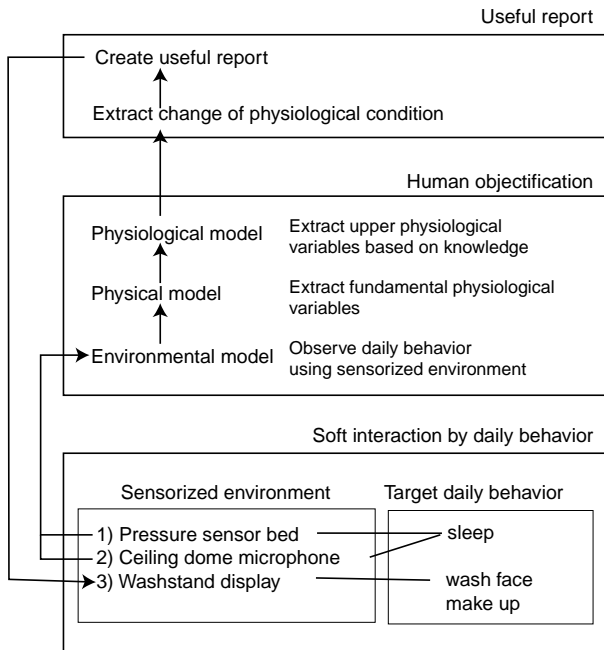 Useful report
Create useful report
Extract change of physiological condition
Human objectification
Physiological model
Extract upper physiological
variables based on knowledge
Physical model
Extract fundamental physiological
variables
Environmental model
Observe daily behavior
using sensorized environment
Soft interaction by daily behavior
Sensorized environment
Target daily behavior
1) Pressure sensor bed
sleep
2) Ceiling dome microphone
3) Washstand display
wash face
make up